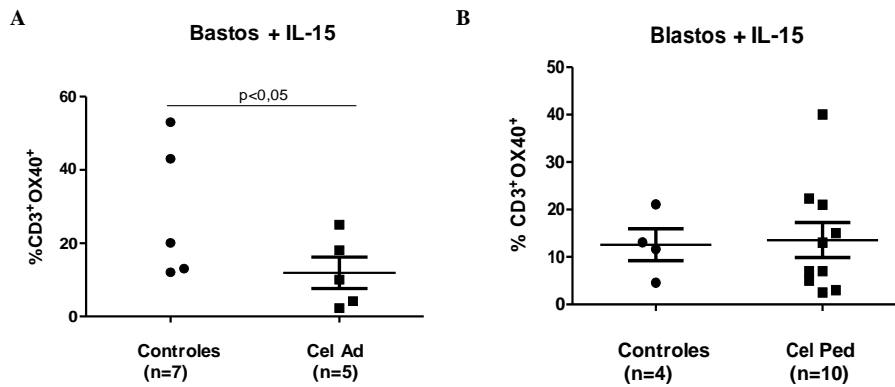 A
Bastos + IL-15
%CD3⁺OX40⁺
60
40
20
0
p<0,05
Controles
(n=7)
Cel Ad
(n=5)
B
Blastos + IL-15
% CD3⁺OX40⁺
50
40
30
20
10
0
Controles
(n=4)
Cel Ped
(n=10)